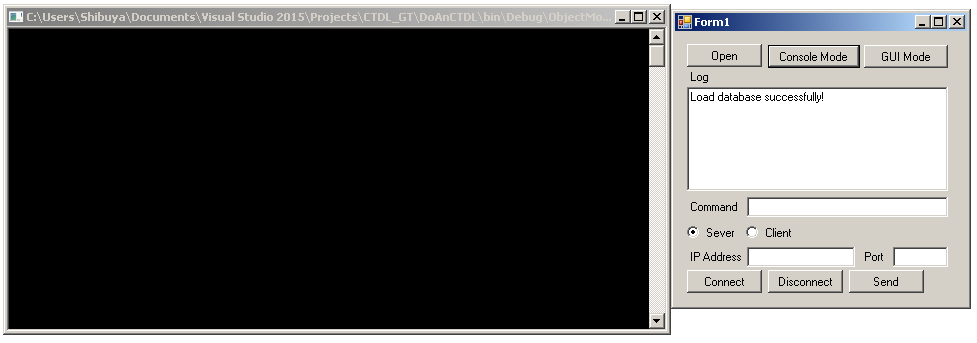 C:\Users\Shibuya\Documents\Visual Studio 2015\Projects\CTDL_GT\DoAnCTDL\bin\Debug\ObjectMo...
Form1
Open
Console Mode
GUI Mode
Log
Load database successfully!
Command
Sever
Client
IP Address
Port
Connect
Disconnect
Send